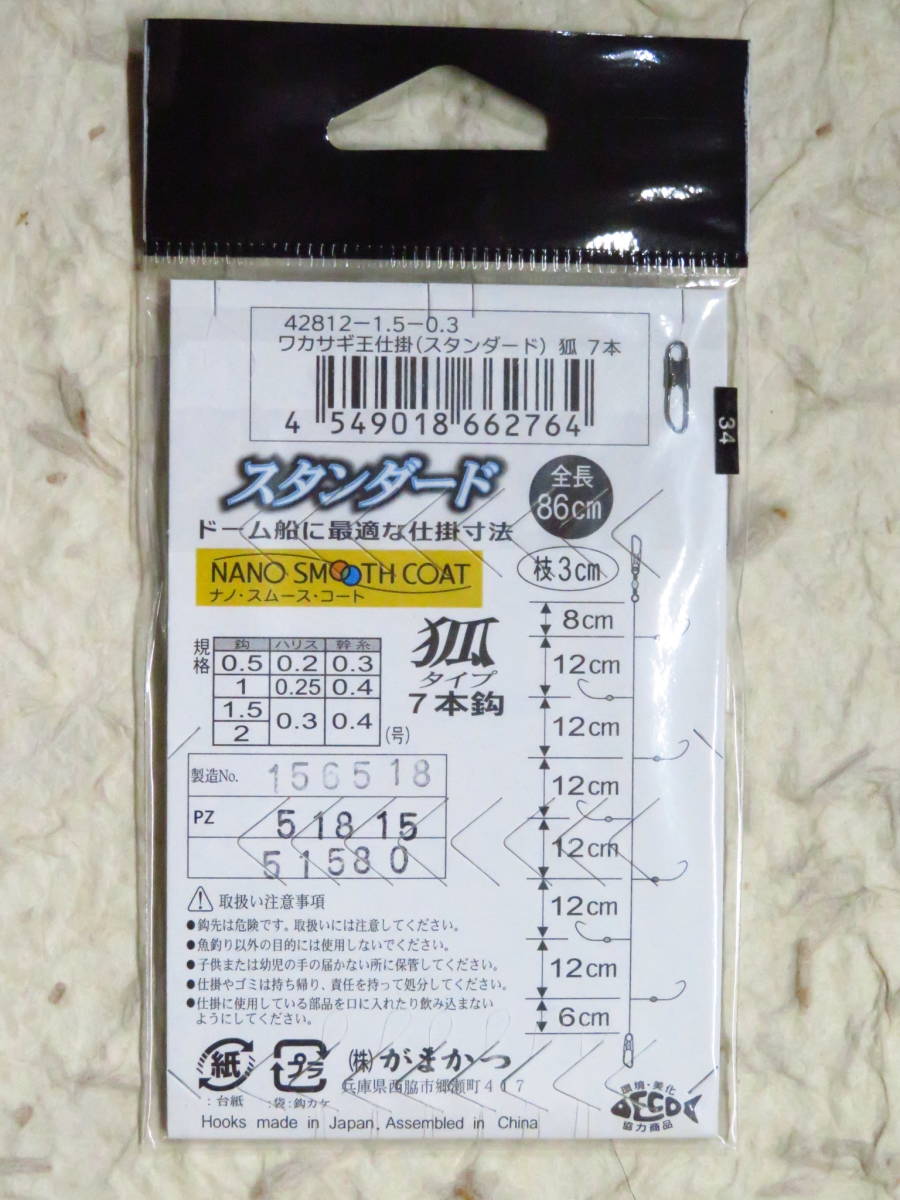 42812-1.5-0.3
ワカサギ王仕掛(スタンダード) 狐 7本
4 549018 662764
34
スタンダード
全長
86cm
ドーム船に最適な仕掛寸法
NANO SMOOTH COAT
ナノ・スムース・コート
枝3cm
規格
鈎 ハリス 幹糸
0.5 0.2 0.3
1 0.25 0.4
1.5
2 0.3 0.4
(号)
狐
タイプ
7本鈎
8cm
12cm
12cm
12cm
12cm
12cm
12cm
6cm
製造No. 156518
PZ 51815
51580
取扱い注意事項
●鈎先は危険です。取扱いには注意してください。
●魚釣り以外の目的には使用しないでください。
●子供または幼児の手の届かない所に保管してください。
●仕掛やゴミは持ち帰り、責任を持って処分してください。
●仕掛に使用している部品を口に入れたり飲み込まない
ようにしてください。
紙
:台紙
プラ
:袋:鈎カケ
(株)がまかつ
兵庫県西脇市郷瀬町417
Hooks made in Japan, Assembled in China
環境・美化
ECO
協力商品